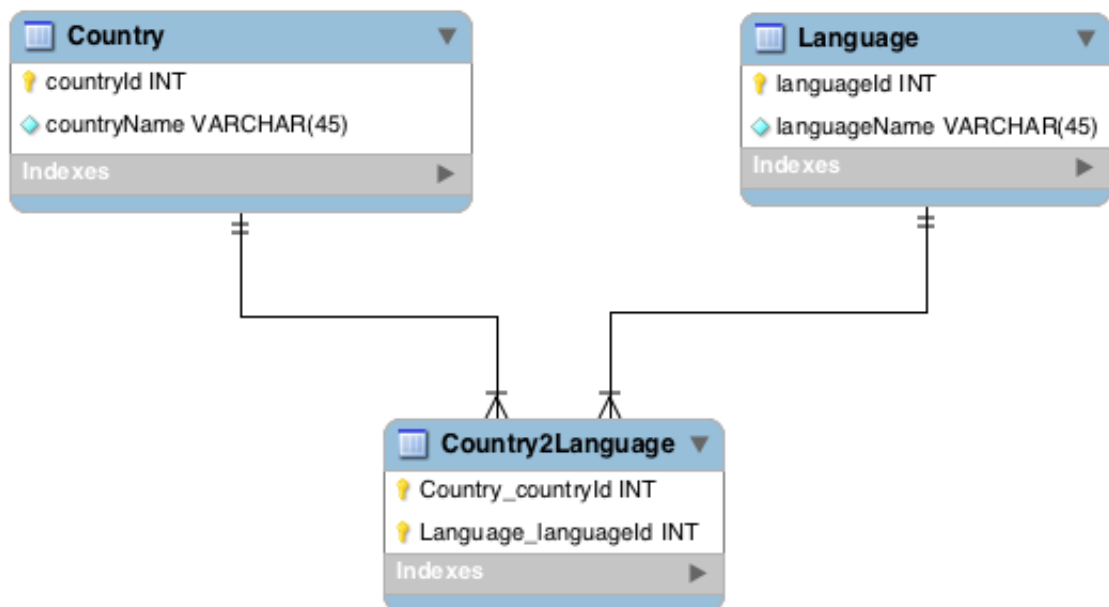 Country
countryId INT
countryName VARCHAR(45)
Indexes
Language
languageId INT
languageName VARCHAR(45)
Indexes
Country2Language
Country_countryId INT
Language_languageId INT
Indexes